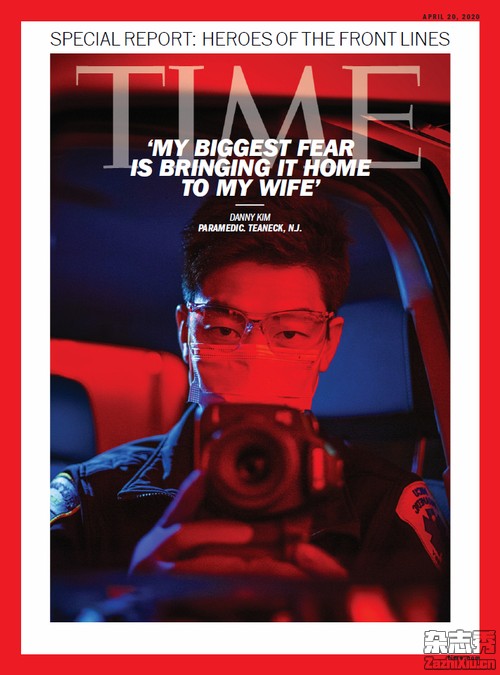 APRIL 20, 2020
SPECIAL REPORT: HEROES OF THE FRONT LINES
TIME
‘MY BIGGEST FEAR
IS BRINGING IT HOME
TO MY WIFE’
DANNY KIM
PARAMEDIC. TEANECK, N.J.
杂志秀
ZazhiXiu.cn